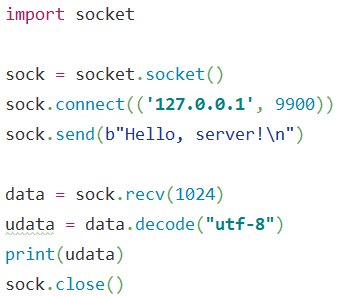 import socket
sock = socket.socket()
sock.connect(('127.0.0.1', 9900))
sock.send(b"Hello, server!\n")
data = sock.recv(1024)
udata = data.decode("utf-8")
print(udata)
sock.close()